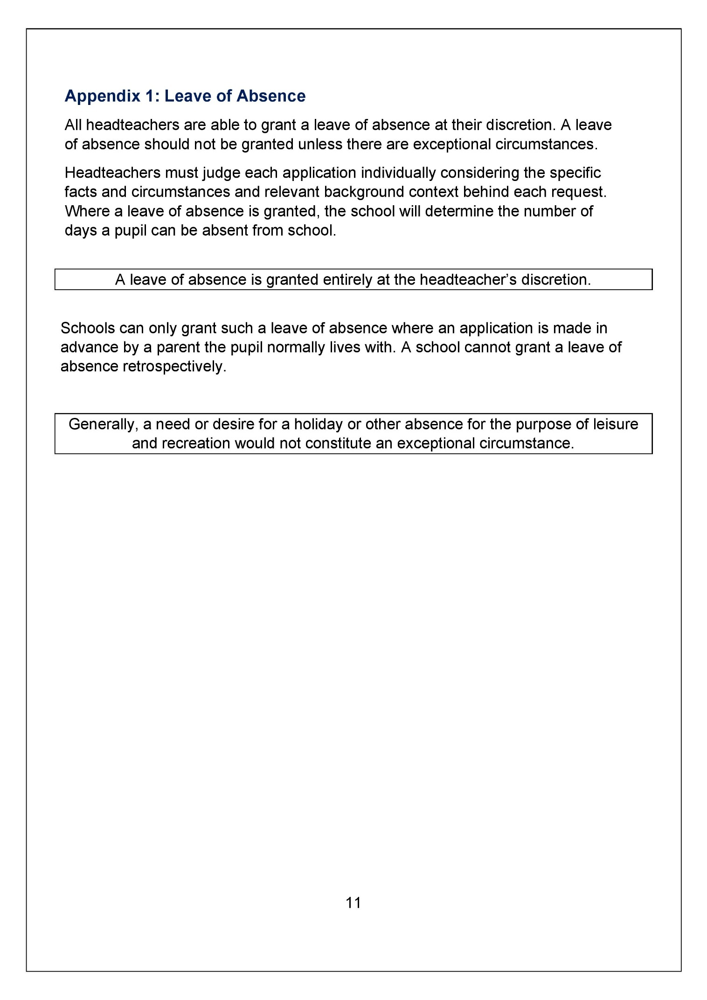 Appendix 1: Leave of Absence
All headteachers are able to grant a leave of absence at their discretion. A leave
of absence should not be granted unless there are exceptional circumstances.
Headteachers must judge each application individually considering the specific
facts and circumstances and relevant background context behind each request.
Where a leave of absence is granted, the school will determine the number of
days a pupil can be absent from school.
A leave of absence is granted entirely at the headteacher’s discretion.
Schools can only grant such a leave of absence where an application is made in
advance by a parent the pupil normally lives with. A school cannot grant a leave of
absence retrospectively.
Generally, a need or desire for a holiday or other absence for the purpose of leisure
and recreation would not constitute an exceptional circumstance.
11